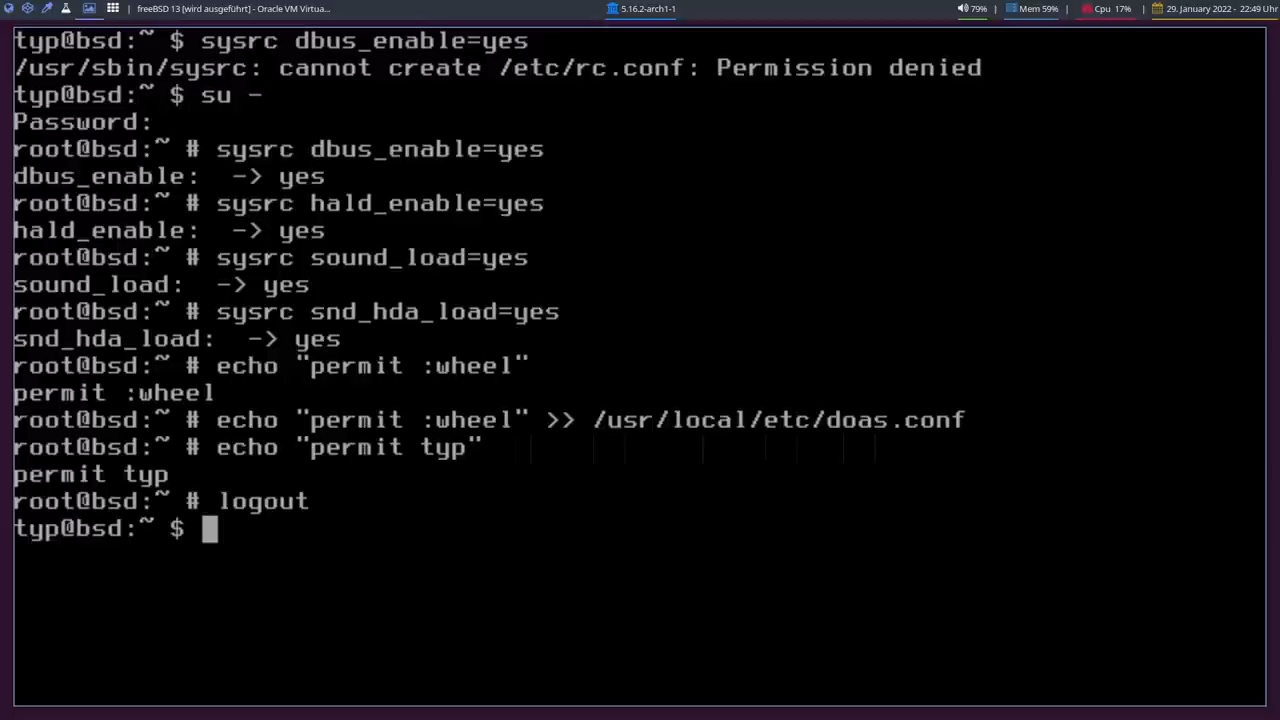 freeBSD 13 [wird ausgeführt] - Oracle VM Virtua... 5.16.2-arch1-1 79% Mem 59% Cpu 17% 29. January 2022 - 22:49 Uhr
typ@bsd:~ $ sysrc dbus_enable=yes
/usr/sbin/sysrc: cannot create /etc/rc.conf: Permission denied
typ@bsd:~ $ su -
Password:
root@bsd:~ # sysrc dbus_enable=yes
dbus_enable:  -> yes
root@bsd:~ # sysrc hald_enable=yes
hald_enable:  -> yes
root@bsd:~ # sysrc sound_load=yes
sound_load:  -> yes
root@bsd:~ # sysrc snd_hda_load=yes
snd_hda_load:  -> yes
root@bsd:~ # echo "permit :wheel"
permit :wheel
root@bsd:~ # echo "permit :wheel" >> /usr/local/etc/doas.conf
root@bsd:~ # echo "permit typ"
permit typ
root@bsd:~ # logout
typ@bsd:~ $